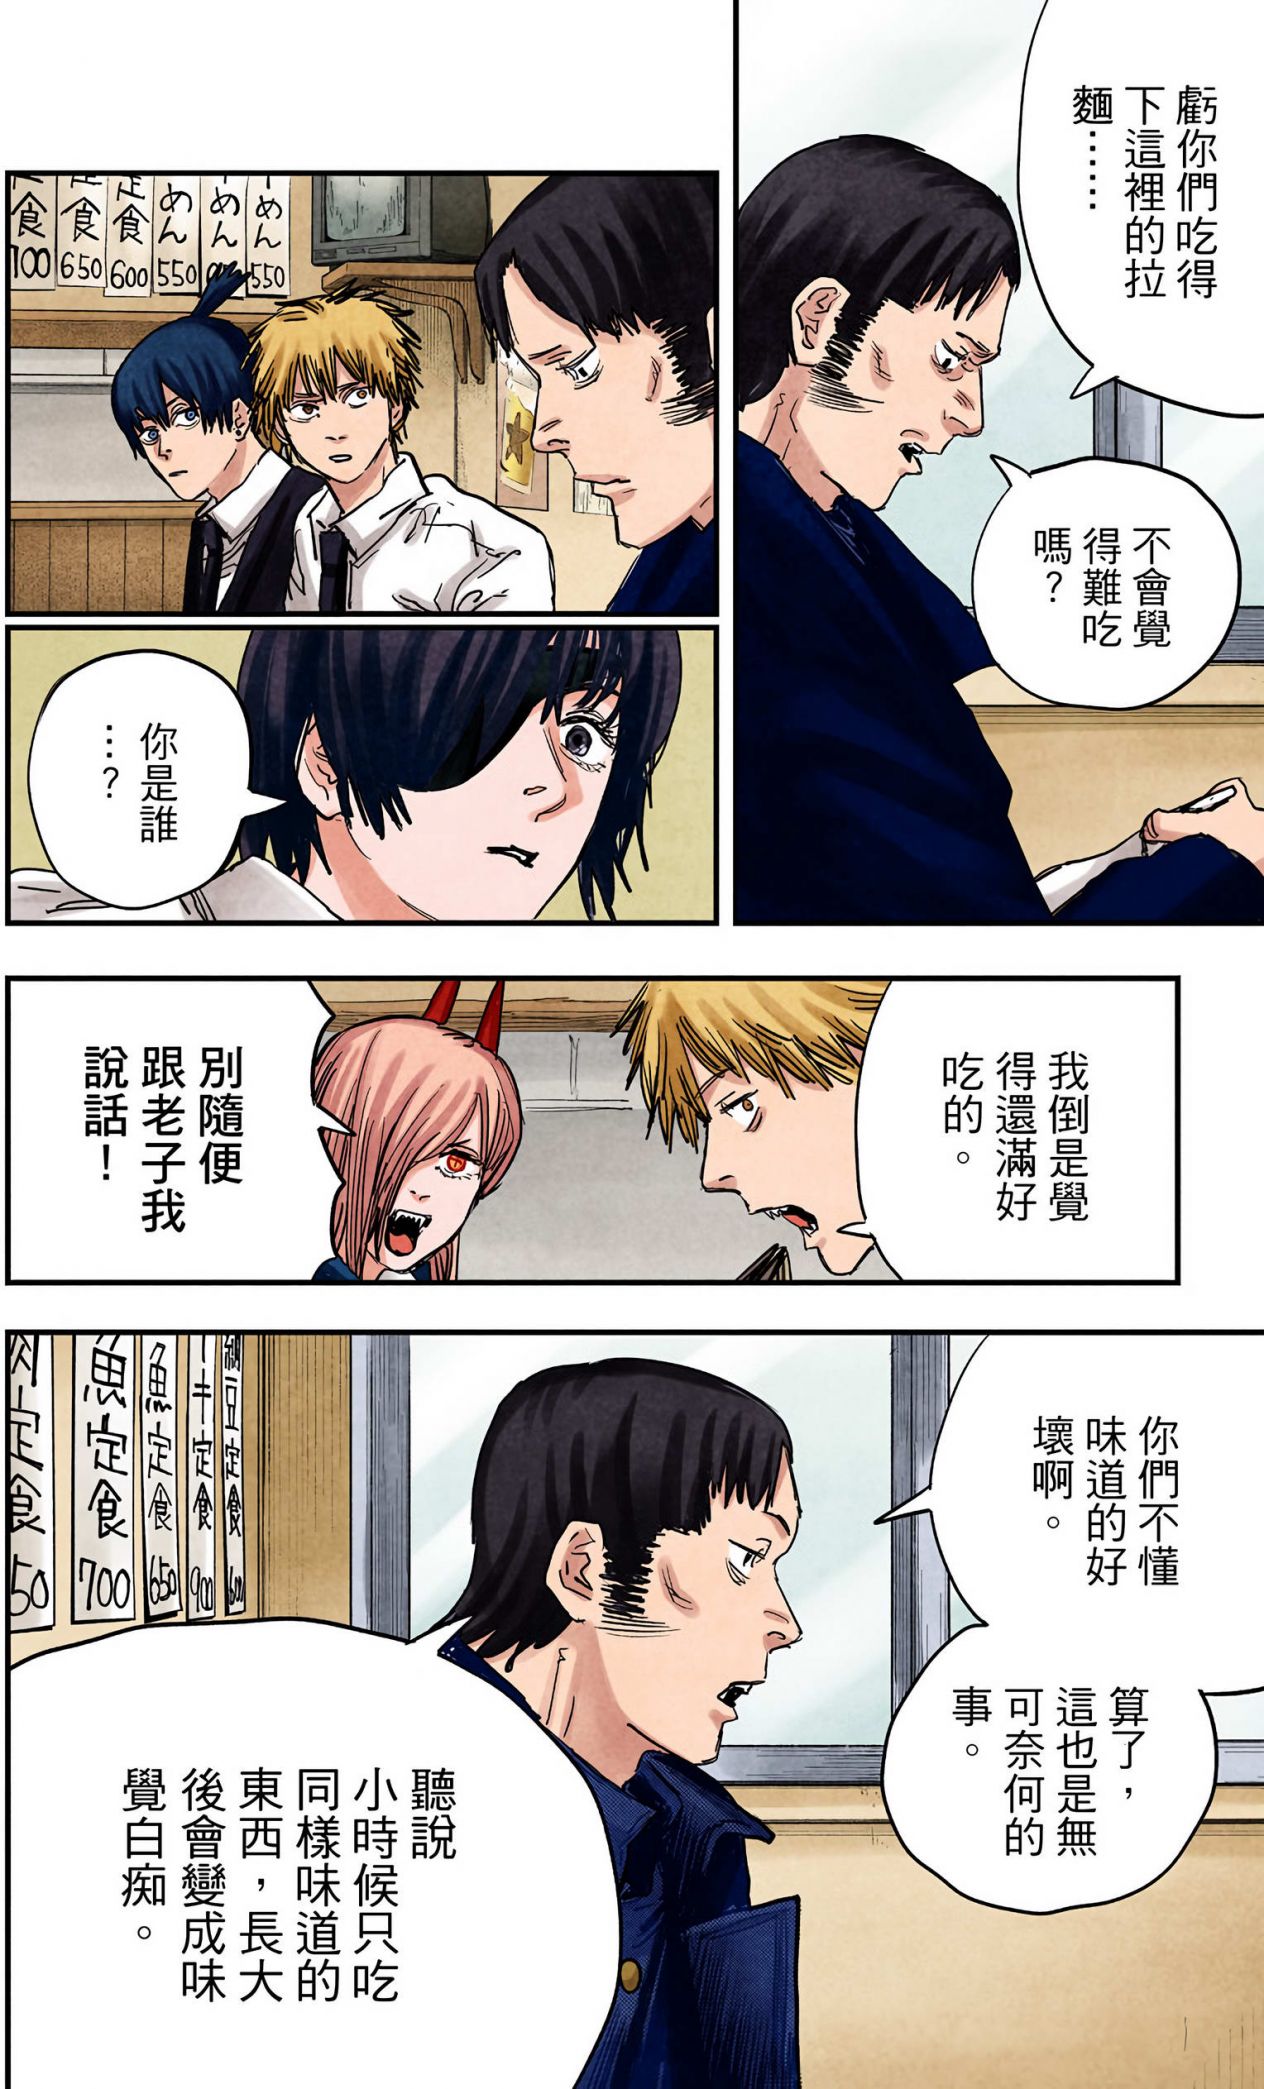 虧你們吃得
下這裡的拉
麵……
不會覺
得難吃
嗎？
めん
550
めん
めん
550
定食
600
定食
650
定食
100
你是誰
…？
我倒是覺
得還滿好
吃的。
別隨便
跟老子我
說話！
你們不懂
味道的好
壞啊。
算了，
這也是無
可奈何的
事。
納豆定食
600
キ定食
900
魚定食
650
魚定食
700
定食
50
聽說
小時候只吃
同樣味道的
東西，長大
後會變成味
覺白痴。